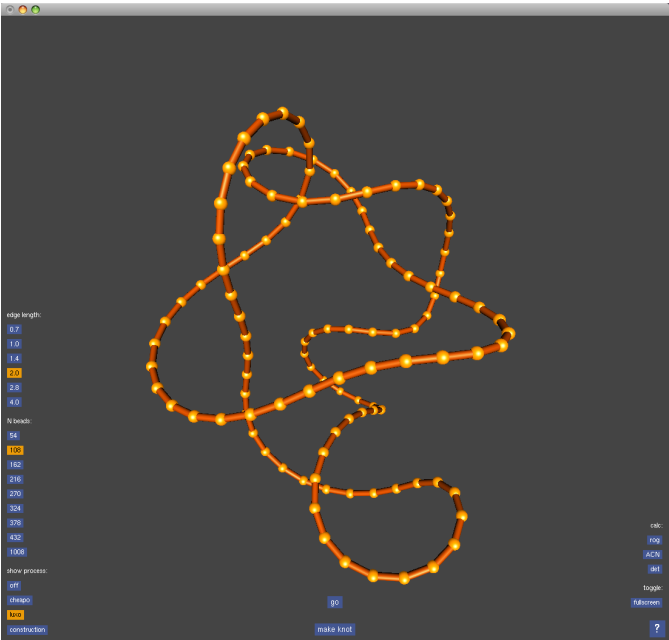 edge length:
0.7
1.0
1.4
2.0
2.8
4.0
N beads:
54
108
162
216
270
324
378
432
1008
show process:
off
cheapo
luxo
construction
go
make knot
calc:
rog
ACN
det
toggle:
fullscreen
?